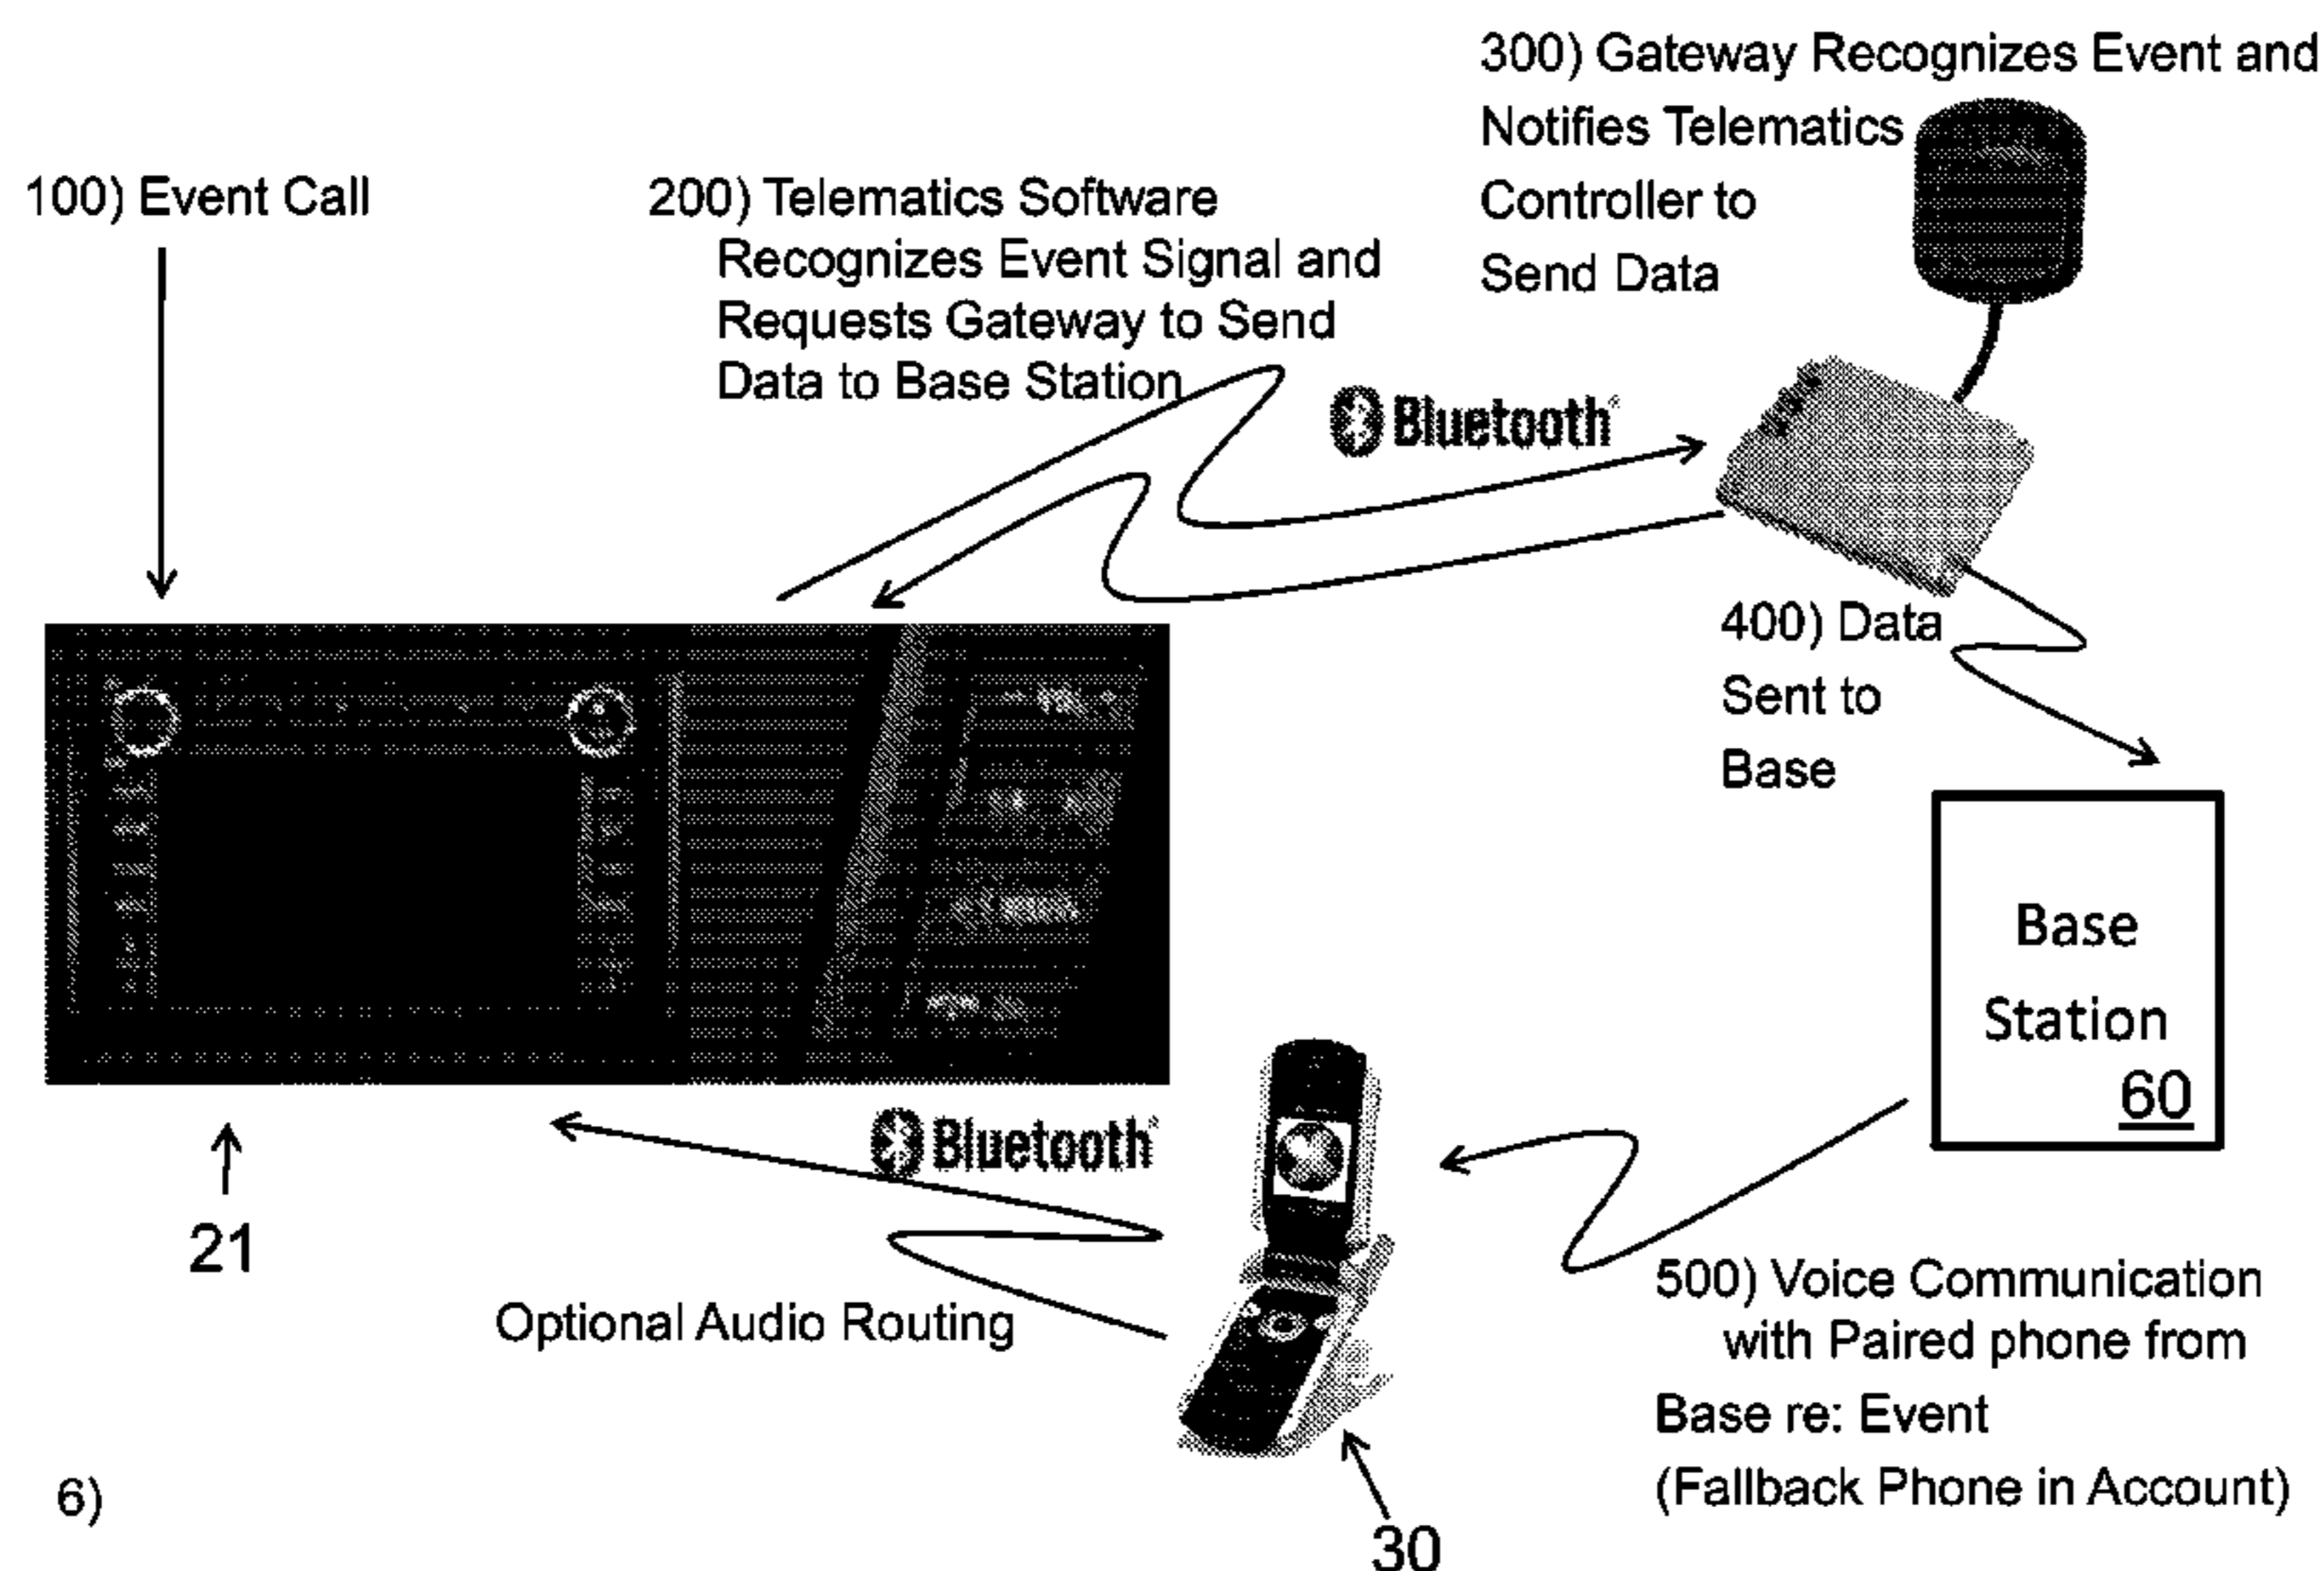 300) Gateway Recognizes Event and
Notifies Telematics
Controller to
Send Data
100) Event Call
200) Telematics Software
Recognizes Event Signal and
Requests Gateway to Send
Data to Base Station
Bluetooth
400) Data
Sent to
Base
Base
Station
60
Bluetooth
21
Optional Audio Routing
500) Voice Communication
with Paired phone from
Base re: Event
(Fallback Phone in Account)
6)
30